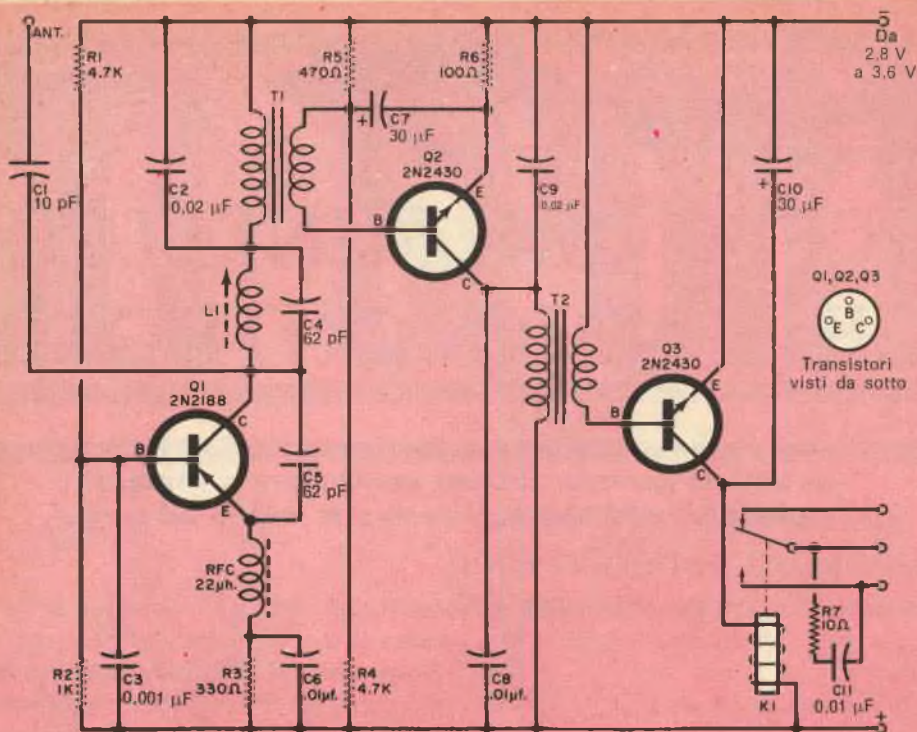 ANT.
R1
4.7K
R5
470Ω
R6
100Ω
−
Da
2,8 V
a 3,6 V
T1
+
C7
30 µF
Q2
2N2430
E
B
C
C1
10 pF
C2
0,02 µF
C9
0,02 µF
+
C10
30 µF
Q1,Q2,Q3
B
E
C
Transistori
visti da sotto
L1
C4
62 pF
T2
Q3
2N2430
E
B
C
Q1
2N2188
C
B
E
C5
62 pF
RFC
22µh.
R7
10Ω
C11
0,01 µF
R2
1K
C3
0.001 µF
R3
330Ω
C6
.01µf.
R4
4.7K
C8
.01µf.
K1
+